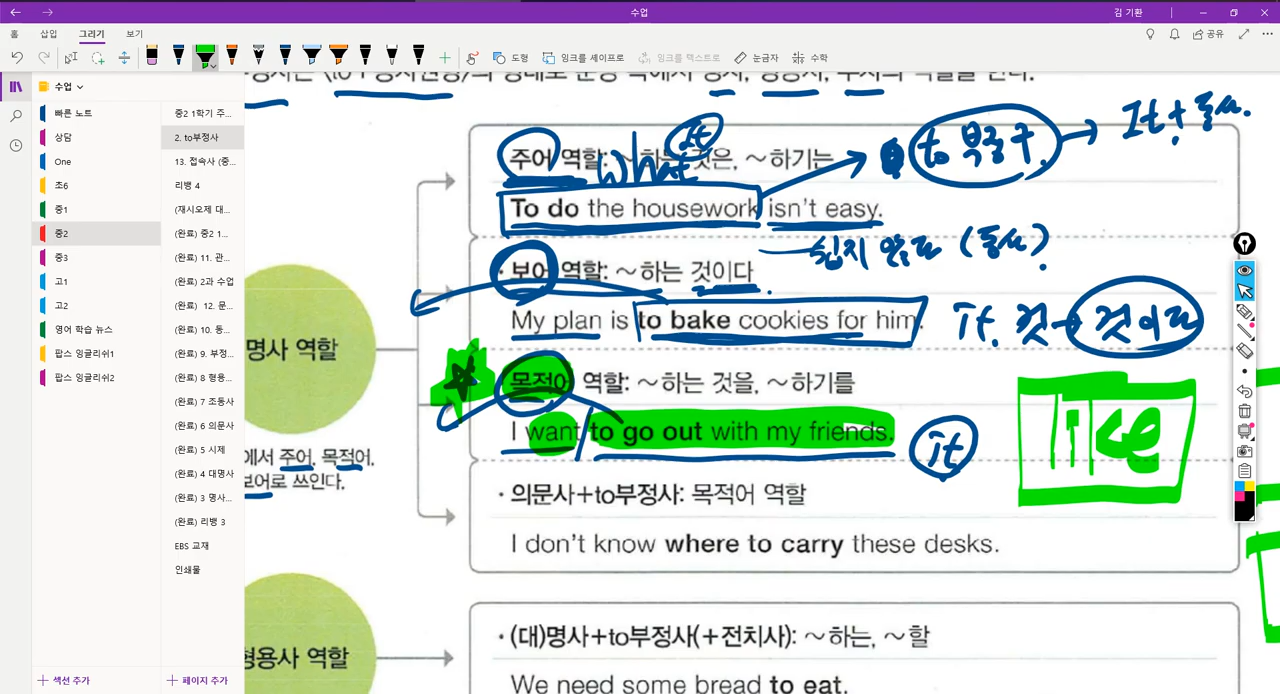 수업
김 기환
홈 삽입 그리기 보기
공유
도형 잉크를 셰이프로 잉크를 텍스트로 눈금자 수학
수업
빠른 노트
상담
One
초6
중1
중2
중3
고1
고2
영어 학습 뉴스
팝스 잉글리쉬1
팝스 잉글리쉬2
섹션 추가
중2 1학기 주...
2. to부정사
13. 접속사 (중...
리뱅 4
(재시오제 대...
(완료) 중2 1...
(완료) 11. 관...
(완료) 2과 수업
(완료) 12. 문...
(완료) 10. 동...
(완료) 9. 부정...
(완료) 8 형용...
(완료) 7 조동사
(완료) 6 의문사
(완료) 5 시제
(완료) 4 대명사
(완료) 3 명사...
(완료) 리뱅 3
EBS 교재
인쇄물
페이지 추가
명사 역할
에서 주어, 목적어,
보어로 쓰인다.
주어 역할: ~하는 것은, ~하기는
What It
to 부정구
It + 동사.
To do the housework isn't easy.
쉽지 않다 (동사)
· 보어 역할: ~하는 것이다
My plan is to bake cookies for him.
It. 것 → 것이다
목적어 역할: ~하는 것을, ~하기를
I want to go out with my friends.
It
· 의문사+to부정사: 목적어 역할
I don't know where to carry these desks.
형용사 역할
· (대)명사+to부정사(+전치사): ~하는, ~할
We need some bread to eat.